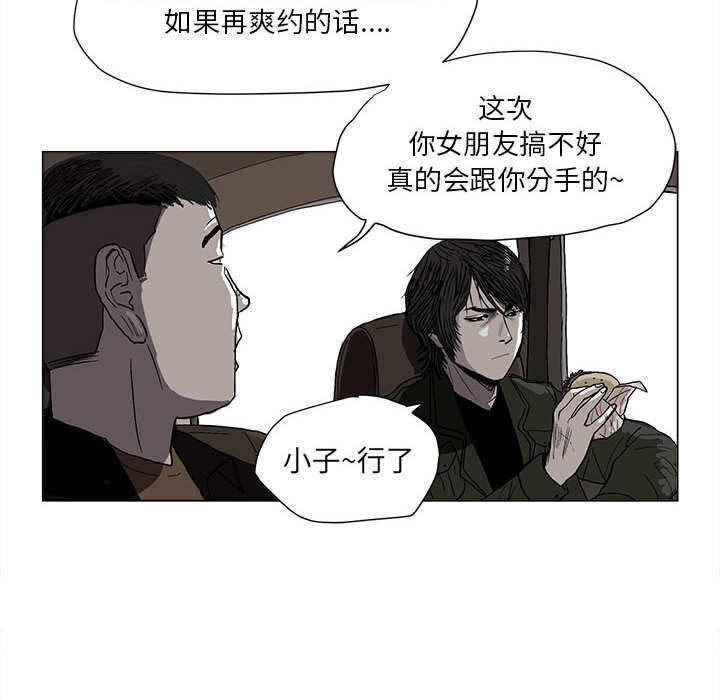 如果再爽约的话....
这次
你女朋友搞不好
真的会跟你分手的~
小子~行了